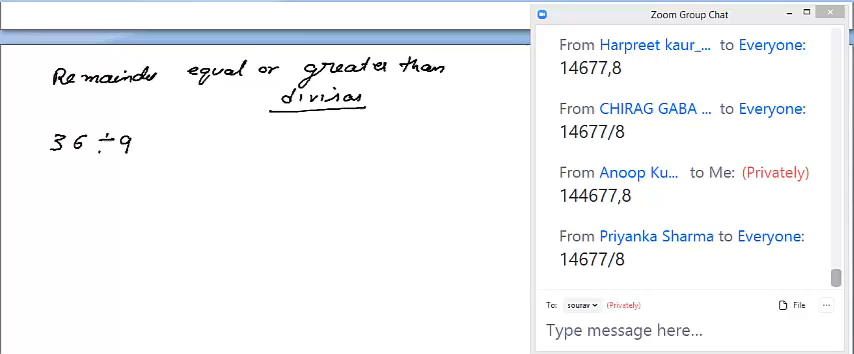 Remainder equal or greater than
divisor
36 ÷ 9
Zoom Group Chat
From Harpreet kaur_... to Everyone:
14677,8
From CHIRAG GABA ... to Everyone:
14677/8
From Anoop Ku... to Me: (Privately)
144677,8
From Priyanka Sharma to Everyone:
14677/8
To: sourav (Privately) File ...
Type message here...